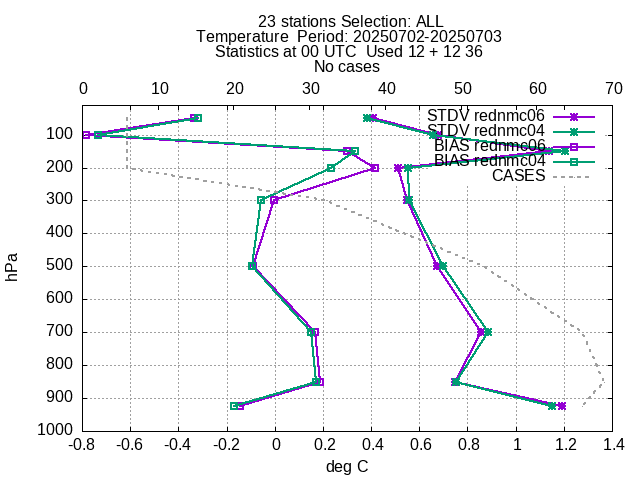 23 stations Selection: ALL
Temperature  Period: 20250702-20250703
Statistics at 00 UTC  Used 12 + 12 36
No cases
0 10 20 30 40 50 60 70
STDV rednmc06
STDV rednmc04
BIAS rednmc06
BIAS rednmc04
CASES
100
200
300
400
500
600
700
800
900
1000
hPa
-0.8 -0.6 -0.4 -0.2 0 0.2 0.4 0.6 0.8 1 1.2 1.4
deg C